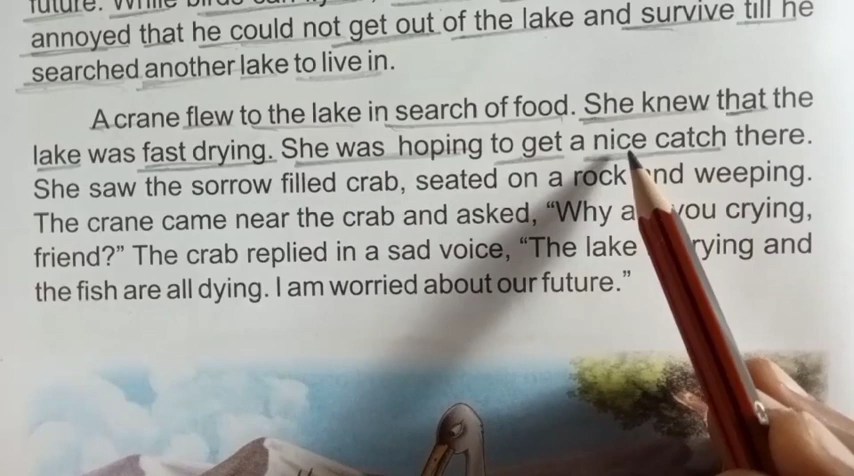 future. While birds
annoyed that he could not get out of the lake and survive till he
searched another lake to live in.
A crane flew to the lake in search of food. She knew that the
lake was fast drying. She was hoping to get a nice catch there.
She saw the sorrow filled crab, seated on a rock and weeping.
The crane came near the crab and asked, “Why a you crying,
friend?” The crab replied in a sad voice, “The lake rying and
the fish are all dying. I am worried about our future.”